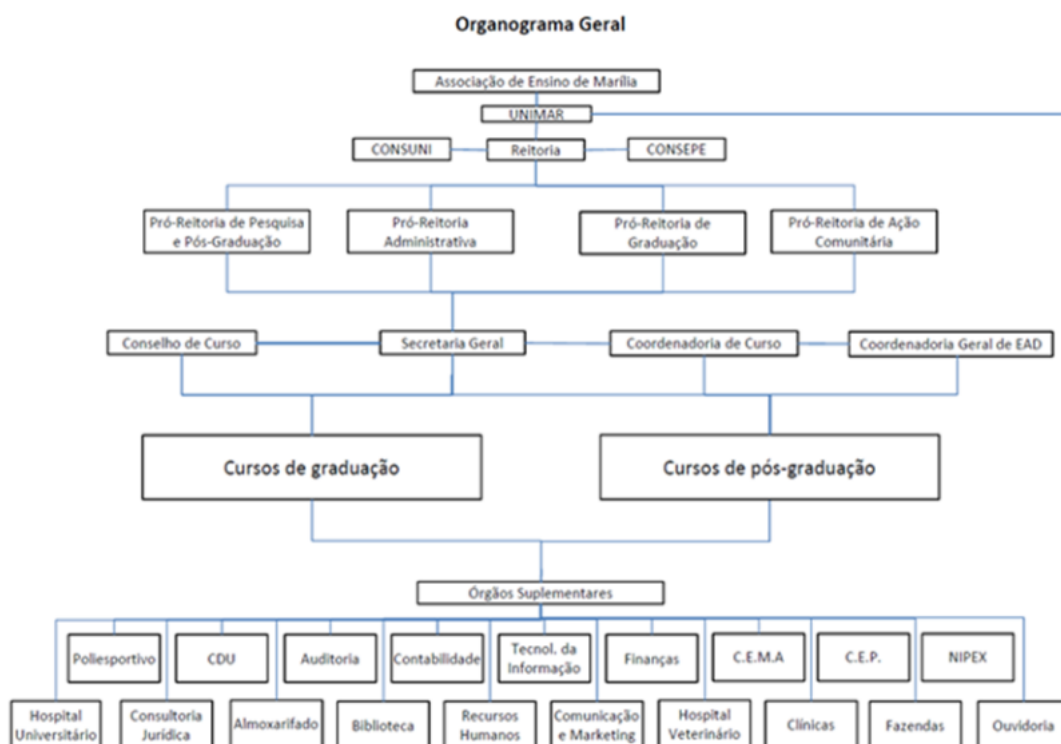 Organograma Geral
Associação de Ensino de Marília
UNIMAR
CONSUNI
Reitoria
CONSEPE
Pró-Reitoria de Pesquisa
e Pós-Graduação
Pró-Reitoria
Administrativa
Pró-Reitoria de
Graduação
Pró-Reitoria de Ação
Comunitária
Conselho de Curso
Secretaria Geral
Coordenadoria de Curso
Coordenadoria Geral de EAD
Cursos de graduação
Cursos de pós-graduação
Órgãos Suplementares
Poliesportivo
CDU
Auditoria
Contabilidade
Tecnol. da
Informação
Finanças
C.E.M.A
C.E.P.
NIPEX
Hospital
Universitário
Consultoria
Jurídica
Almoxarifado
Biblioteca
Recursos
Humanos
Comunicação
e Marketing
Hospital
Veterinário
Clínicas
Fazendas
Ouvidoria